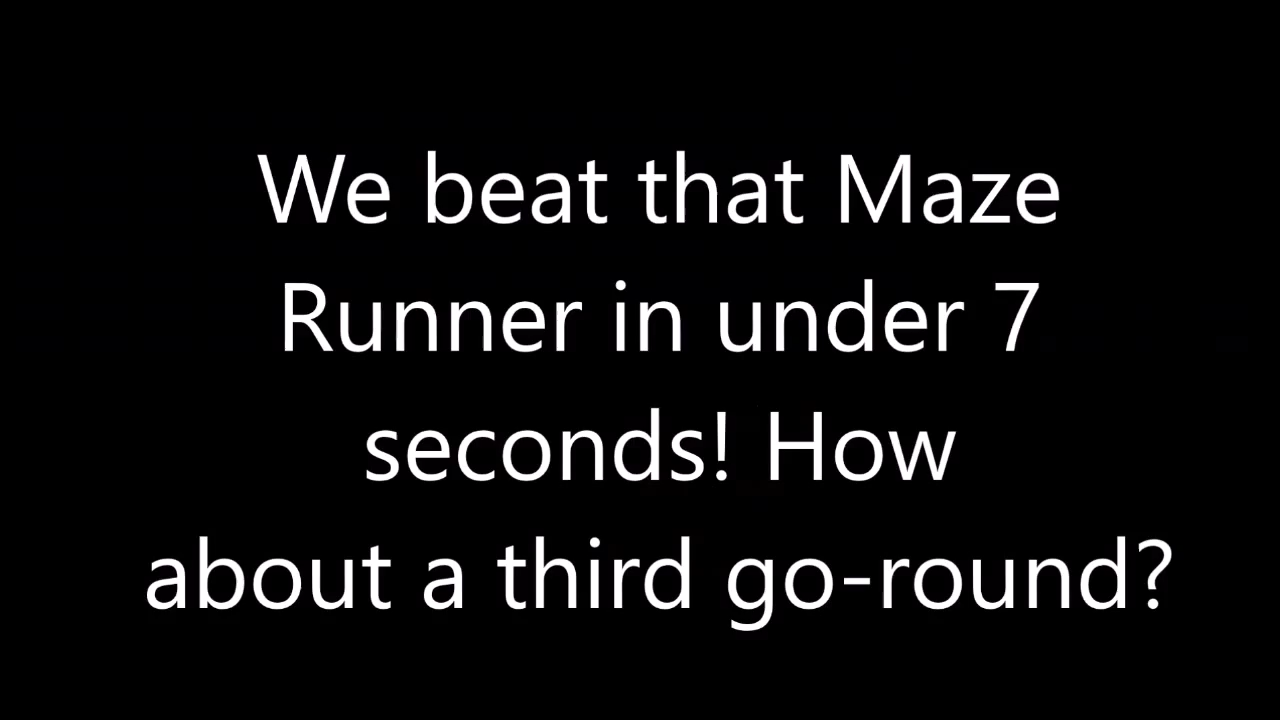 We beat that Maze
Runner in under 7
seconds! How
about a third go-round?